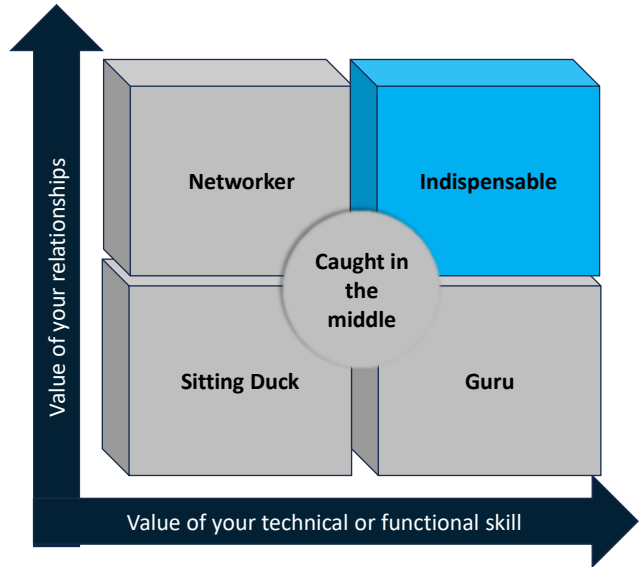 Value of your relationships
Networker
Indispensable
Caught in
the
middle
Sitting Duck
Guru
Value of your technical or functional skill